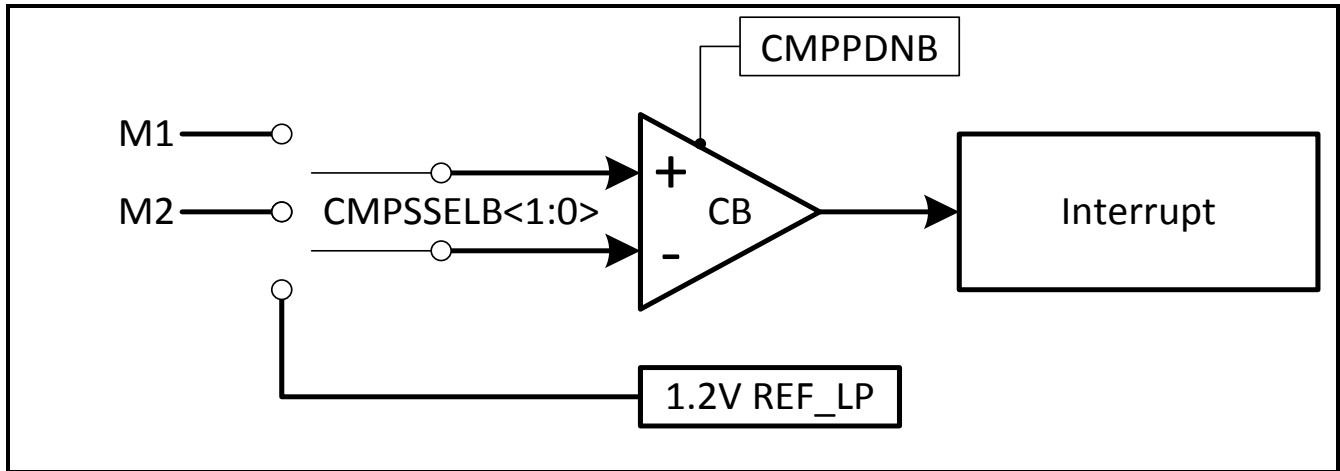 CMPPDNB
M1
+
M2
CMPSSELB<1:0>
CB
Interrupt
-
1.2V REF_LP